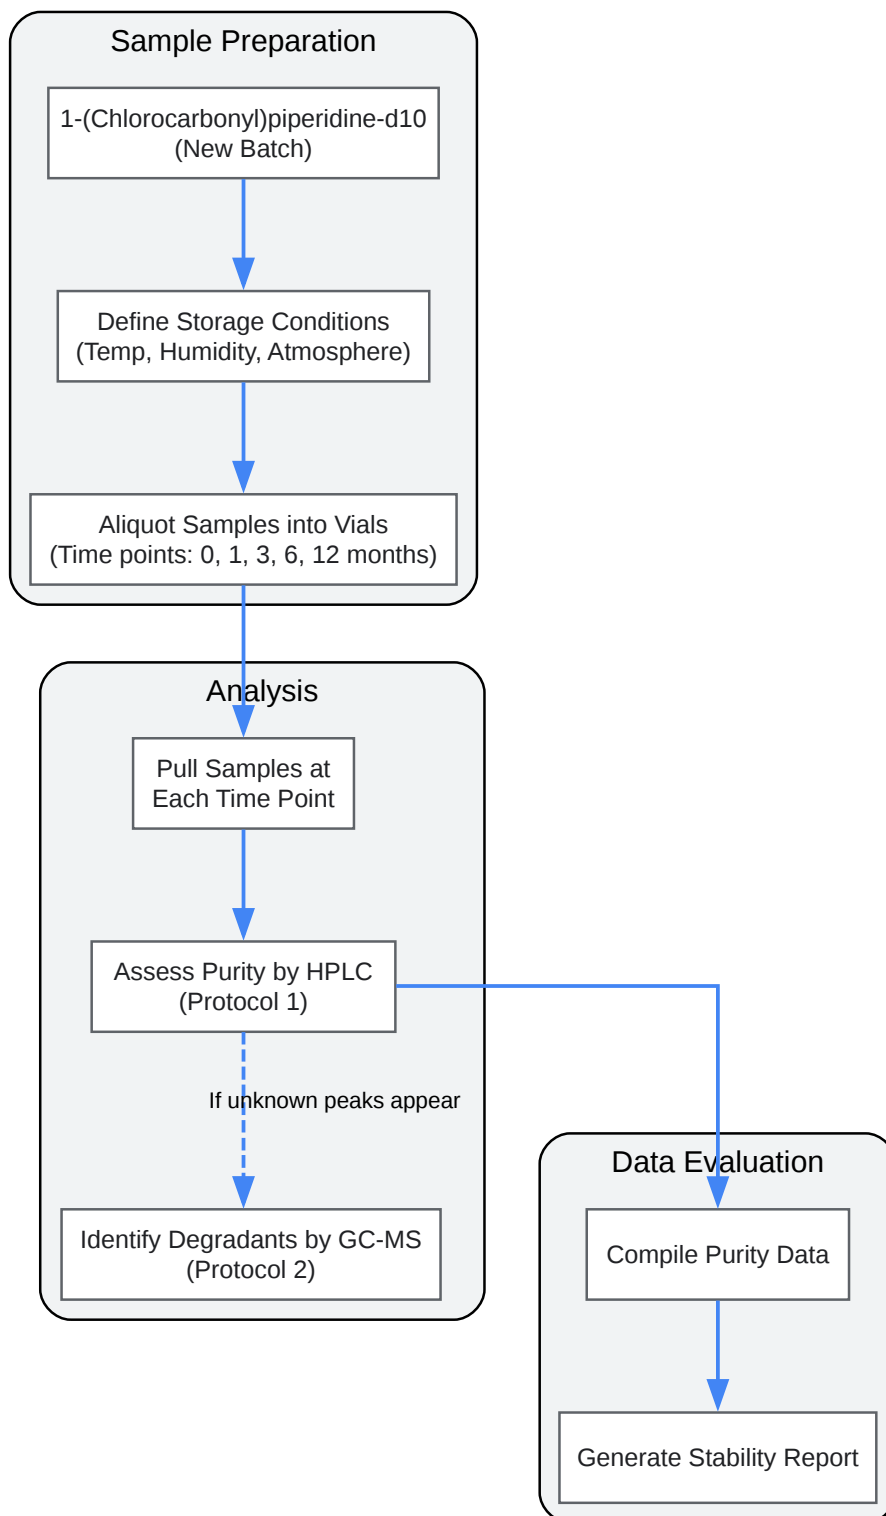 Sample Preparation
1-(Chlorocarbonyl)piperidine-d10
(New Batch)
Define Storage Conditions
(Temp, Humidity, Atmosphere)
Aliquot Samples into Vials
(Time points: 0, 1, 3, 6, 12 months)
Analysis
Pull Samples at
Each Time Point
Assess Purity by HPLC
(Protocol 1)
If unknown peaks appear
Identify Degradants by GC-MS
(Protocol 2)
Data Evaluation
Compile Purity Data
Generate Stability Report